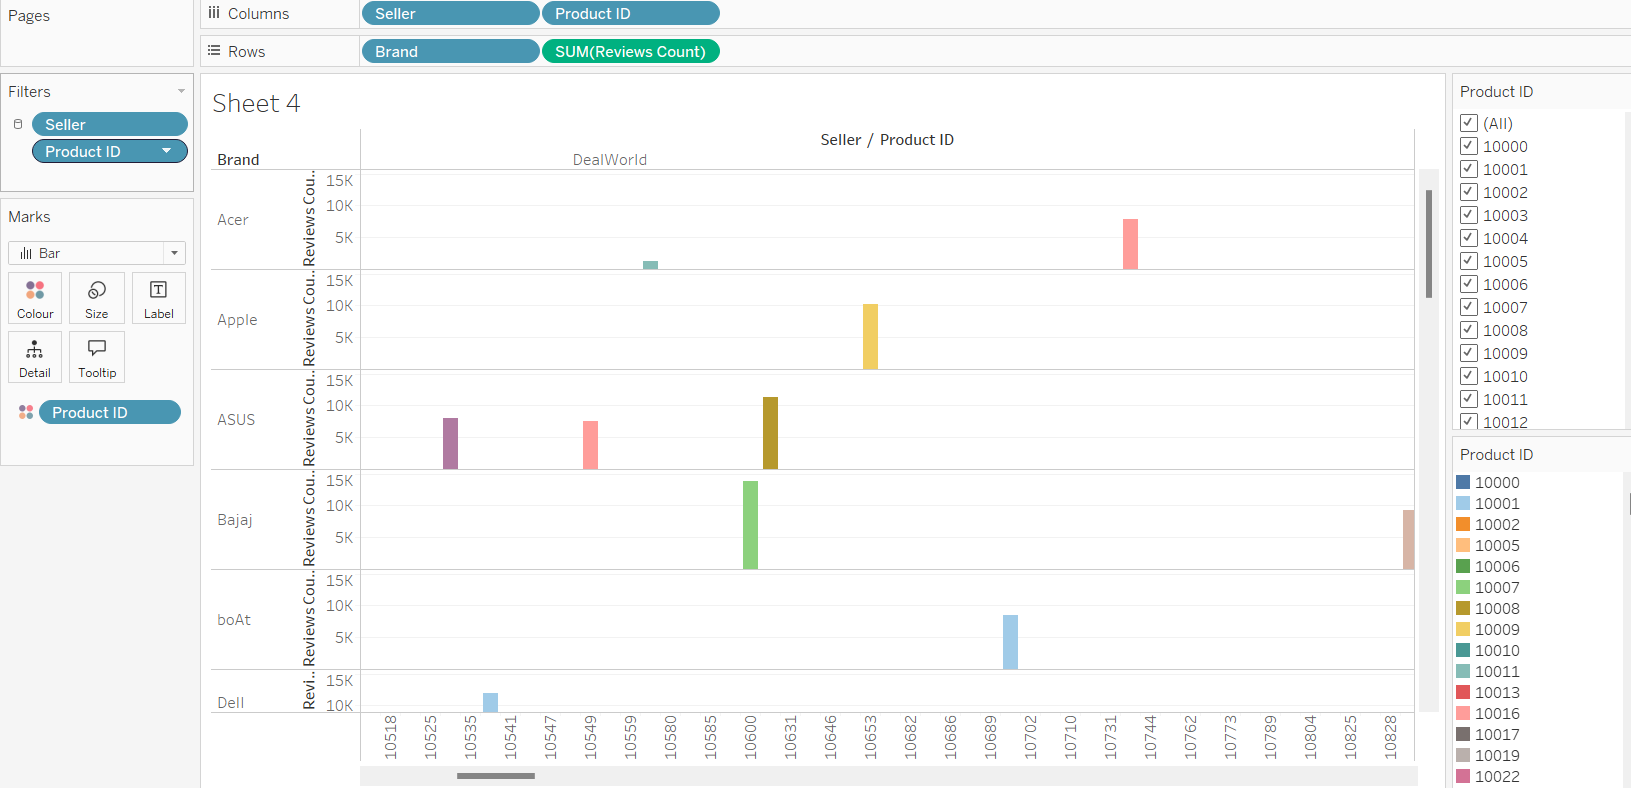 Pages
Columns
Seller
Product ID
Rows
Brand
SUM(Reviews Count)
Filters
Seller
Product ID
Marks
Bar
Colour
Size
Label
Detail
Tooltip
Product ID
Sheet 4
Seller / Product ID
Brand
DealWorld
Acer
Reviews Cou..
15K
10K
5K
Apple
Reviews Cou..
15K
10K
5K
ASUS
Reviews Cou..
15K
10K
5K
Bajaj
Reviews Cou..
15K
10K
5K
boAt
Reviews Cou..
15K
10K
5K
Dell
Revi..
15K
10K
10518
10525
10535
10541
10547
10549
10559
10580
10585
10600
10631
10646
10653
10682
10686
10689
10702
10710
10731
10744
10762
10773
10789
10804
10825
10828
Product ID
(All)
10000
10001
10002
10003
10004
10005
10006
10007
10008
10009
10010
10011
10012
Product ID
10000
10001
10002
10005
10006
10007
10008
10009
10010
10011
10013
10016
10017
10019
10022